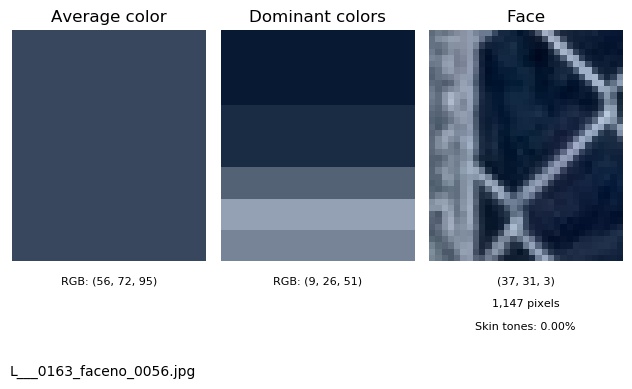 Average color
Dominant colors
Face
RGB: (56, 72, 95)
RGB: (9, 26, 51)
(37, 31, 3)
1,147 pixels
Skin tones: 0.00%
L___0163_faceno_0056.jpg